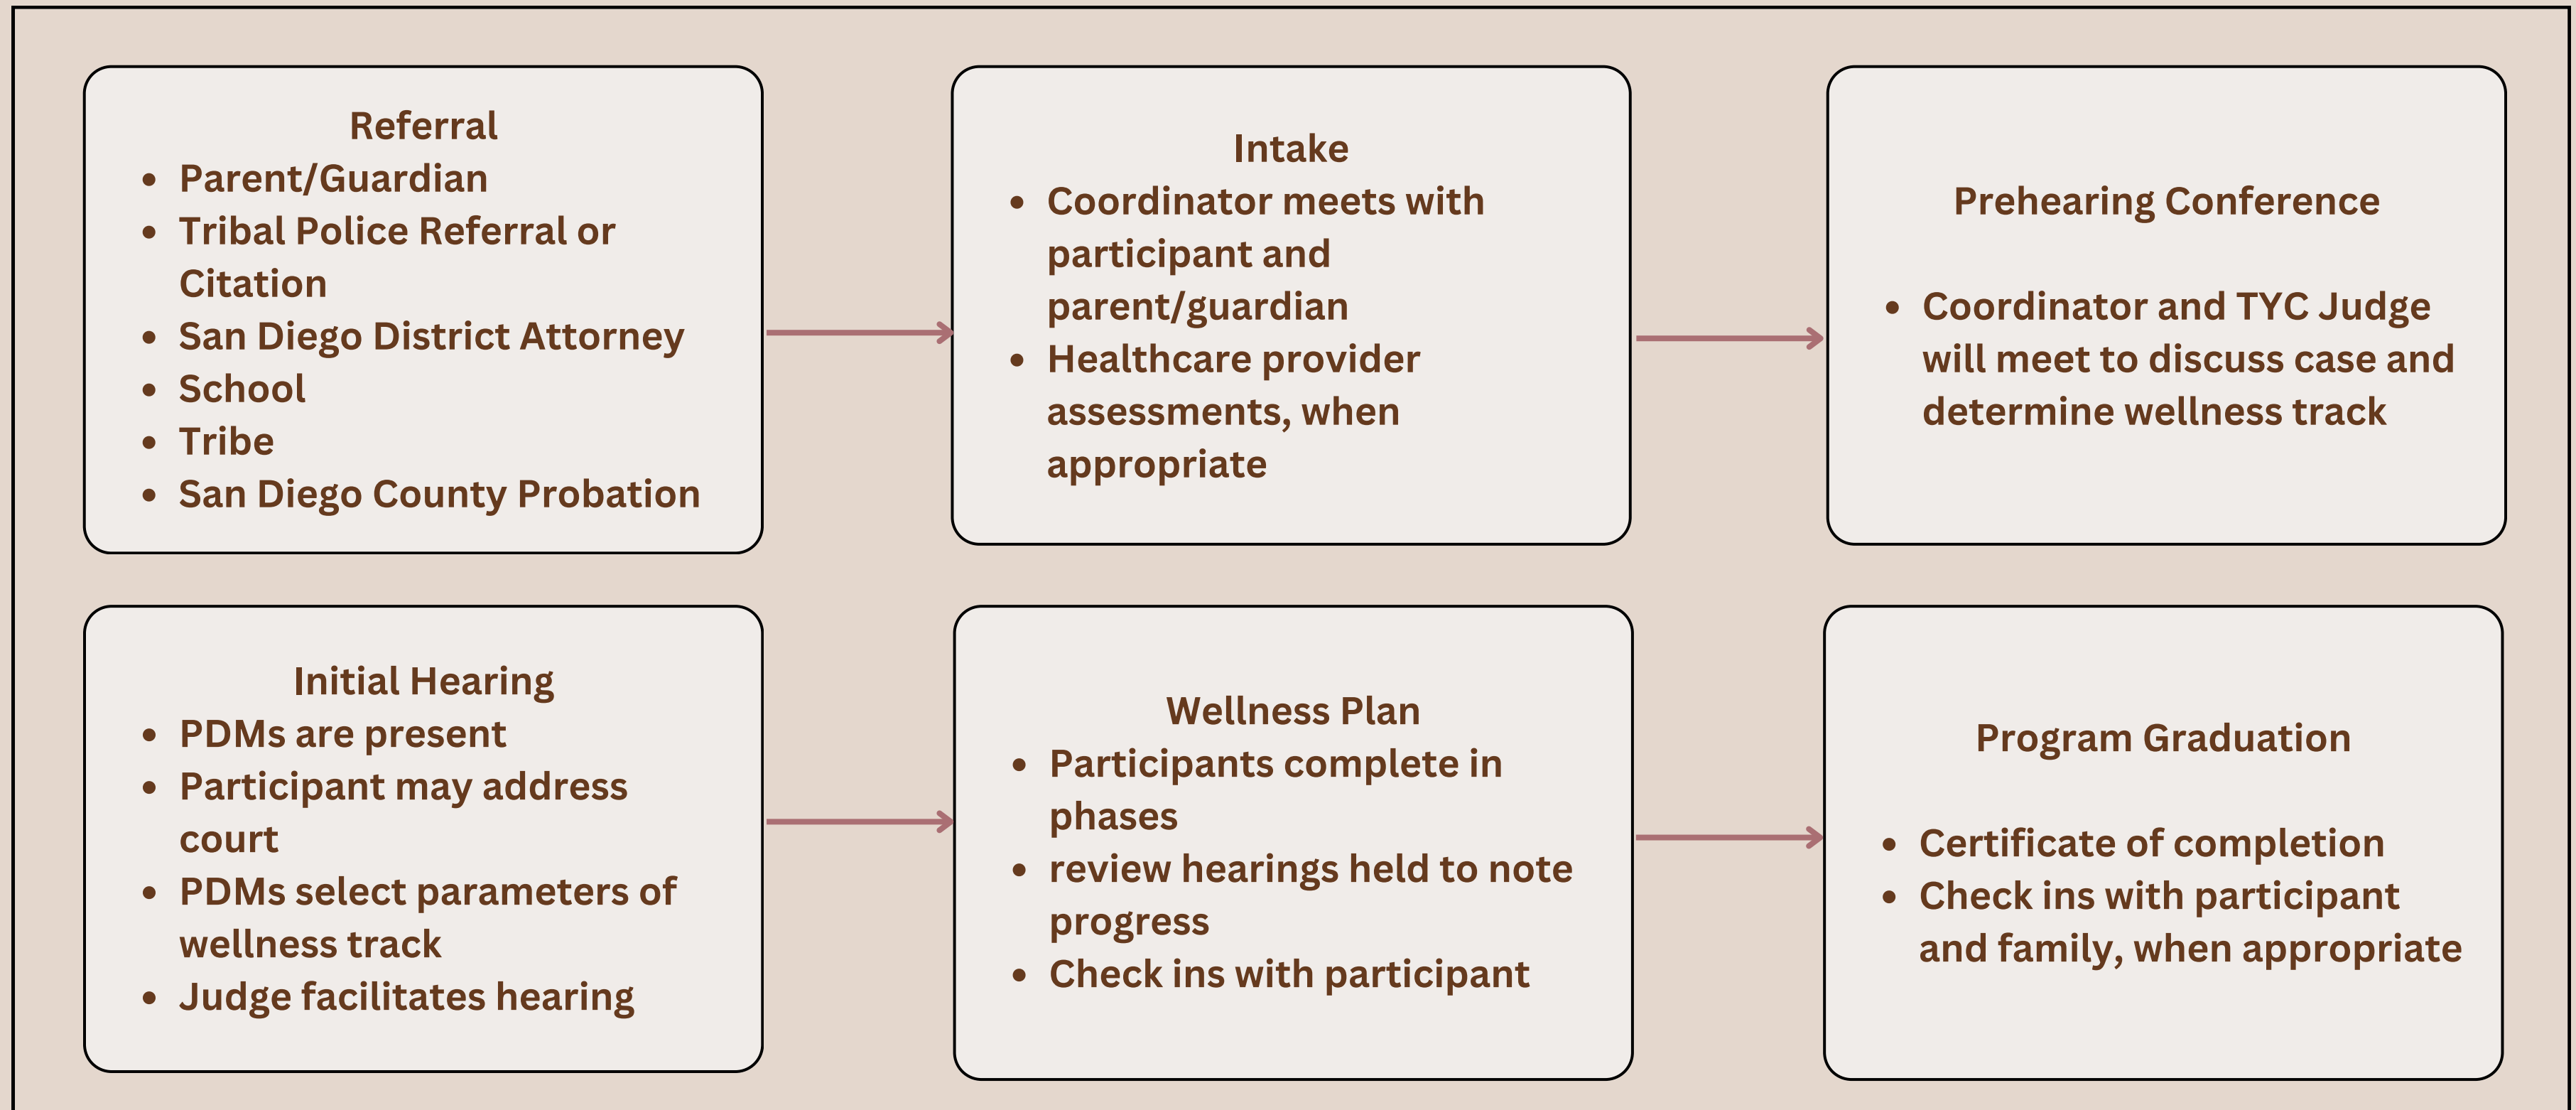 Referral
• Parent/Guardian
• Tribal Police Referral or
Citation
• San Diego District Attorney
• School
• Tribe
• San Diego County Probation
Intake
• Coordinator meets with
participant and
parent/guardian
• Healthcare provider
assessments, when
appropriate
Prehearing Conference
• Coordinator and TYC Judge
will meet to discuss case and
determine wellness track
Initial Hearing
• PDMs are present
• Participant may address
court
• PDMs select parameters of
wellness track
• Judge facilitates hearing
Wellness Plan
• Participants complete in
phases
• review hearings held to note
progress
• Check ins with participant
Program Graduation
• Certificate of completion
• Check ins with participant
and family, when appropriate